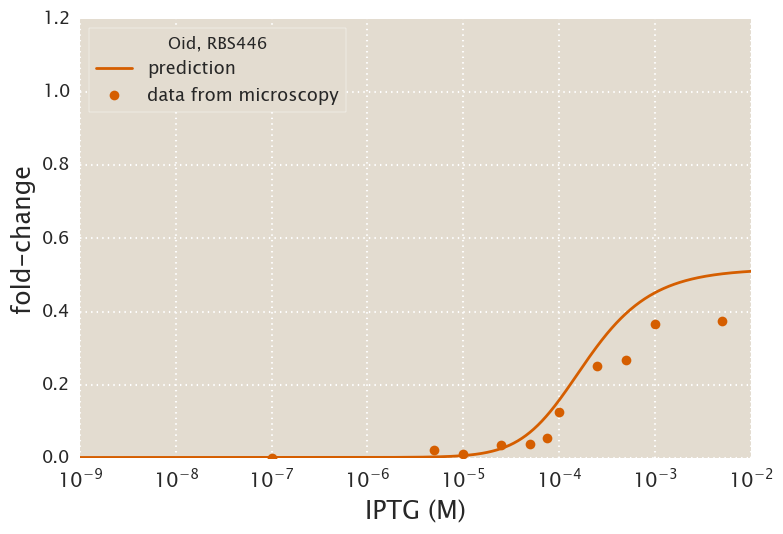 Oid, RBS446
prediction
data from microscopy
fold-change
1.2
1.0
0.8
0.6
0.4
0.2
0.0
10⁻⁹ 10⁻⁸ 10⁻⁷ 10⁻⁶ 10⁻⁵ 10⁻⁴ 10⁻³ 10⁻²
IPTG (M)